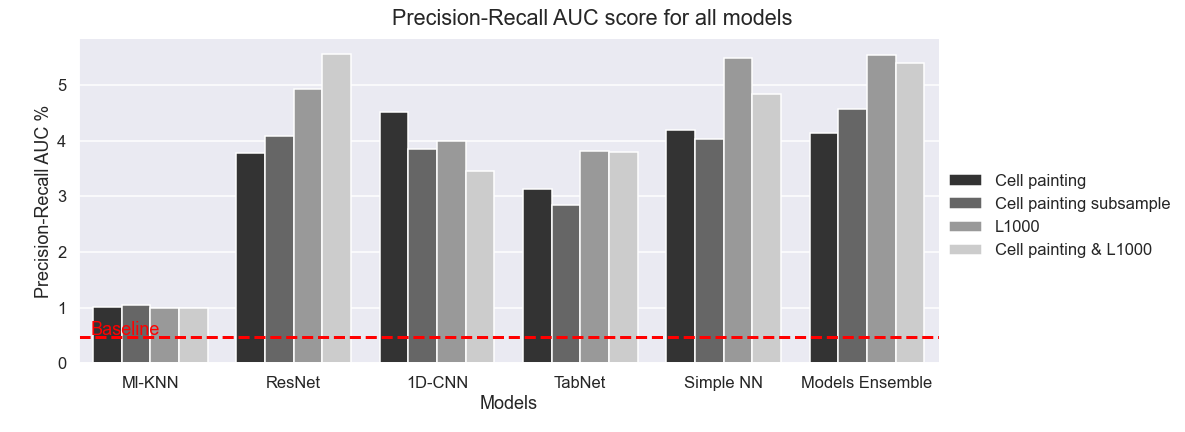 Precision-Recall AUC score for all models
Precision-Recall AUC %
5
4
3
2
1
0
Baseline
Ml-KNN
ResNet
1D-CNN
TabNet
Simple NN
Models Ensemble
Models
Cell painting
Cell painting subsample
L1000
Cell painting & L1000